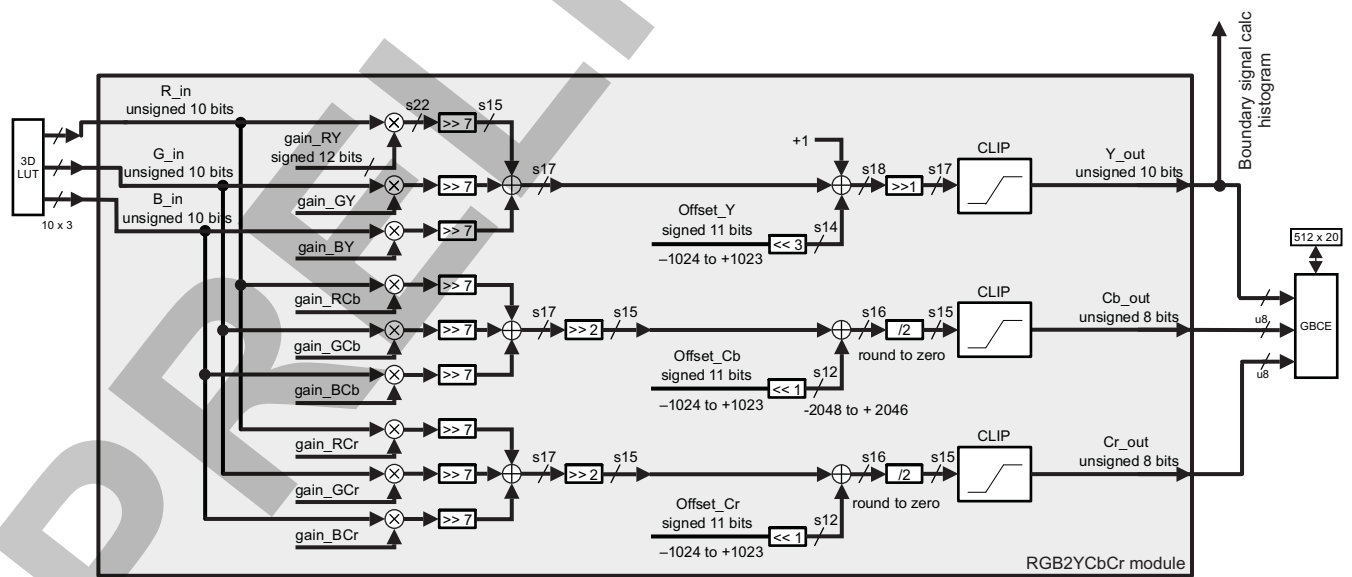 R_in
unsigned 10 bits
s22
>> 7
s15
gain_RY
signed 12 bits
3D
LUT
G_in
unsigned 10 bits
B_in
unsigned 10 bits
10 x 3
>> 7
s17
gain_GY
>> 7
gain_BY
+1
s18
>>1
s17
CLIP
Y_out
unsigned 10 bits
Offset_Y
signed 11 bits
<< 3
s14
–1024 to +1023
Boundary signal calc
histogram
512 x 20
GBCE
u8
u8
>> 7
gain_RCb
>> 7
s17
>> 2
s15
gain_GCb
>> 7
gain_BCb
s16
/2
s15
round to zero
CLIP
Cb_out
unsigned 8 bits
Offset_Cb
signed 11 bits
<< 1
s12
–1024 to +1023
-2048 to + 2046
>> 7
gain_RCr
>> 7
s17
>> 2
s15
gain_GCr
>> 7
gain_BCr
s16
/2
s15
round to zero
CLIP
Cr_out
unsigned 8 bits
Offset_Cr
signed 11 bits
<< 1
s12
–1024 to +1023
RGB2YCbCr module
PREL